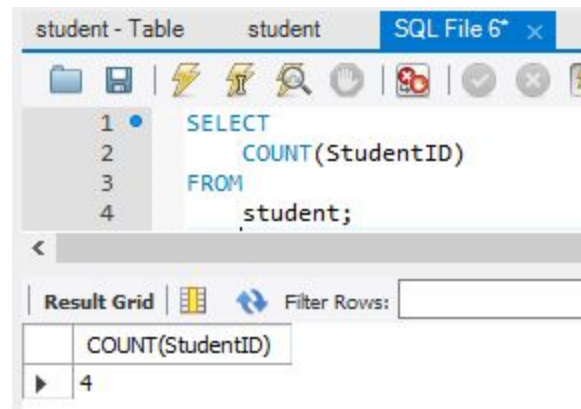 student - Table student SQL File 6*
1 SELECT
2 COUNT(StudentID)
3 FROM
4 student;
Result Grid Filter Rows:
COUNT(StudentID)
4